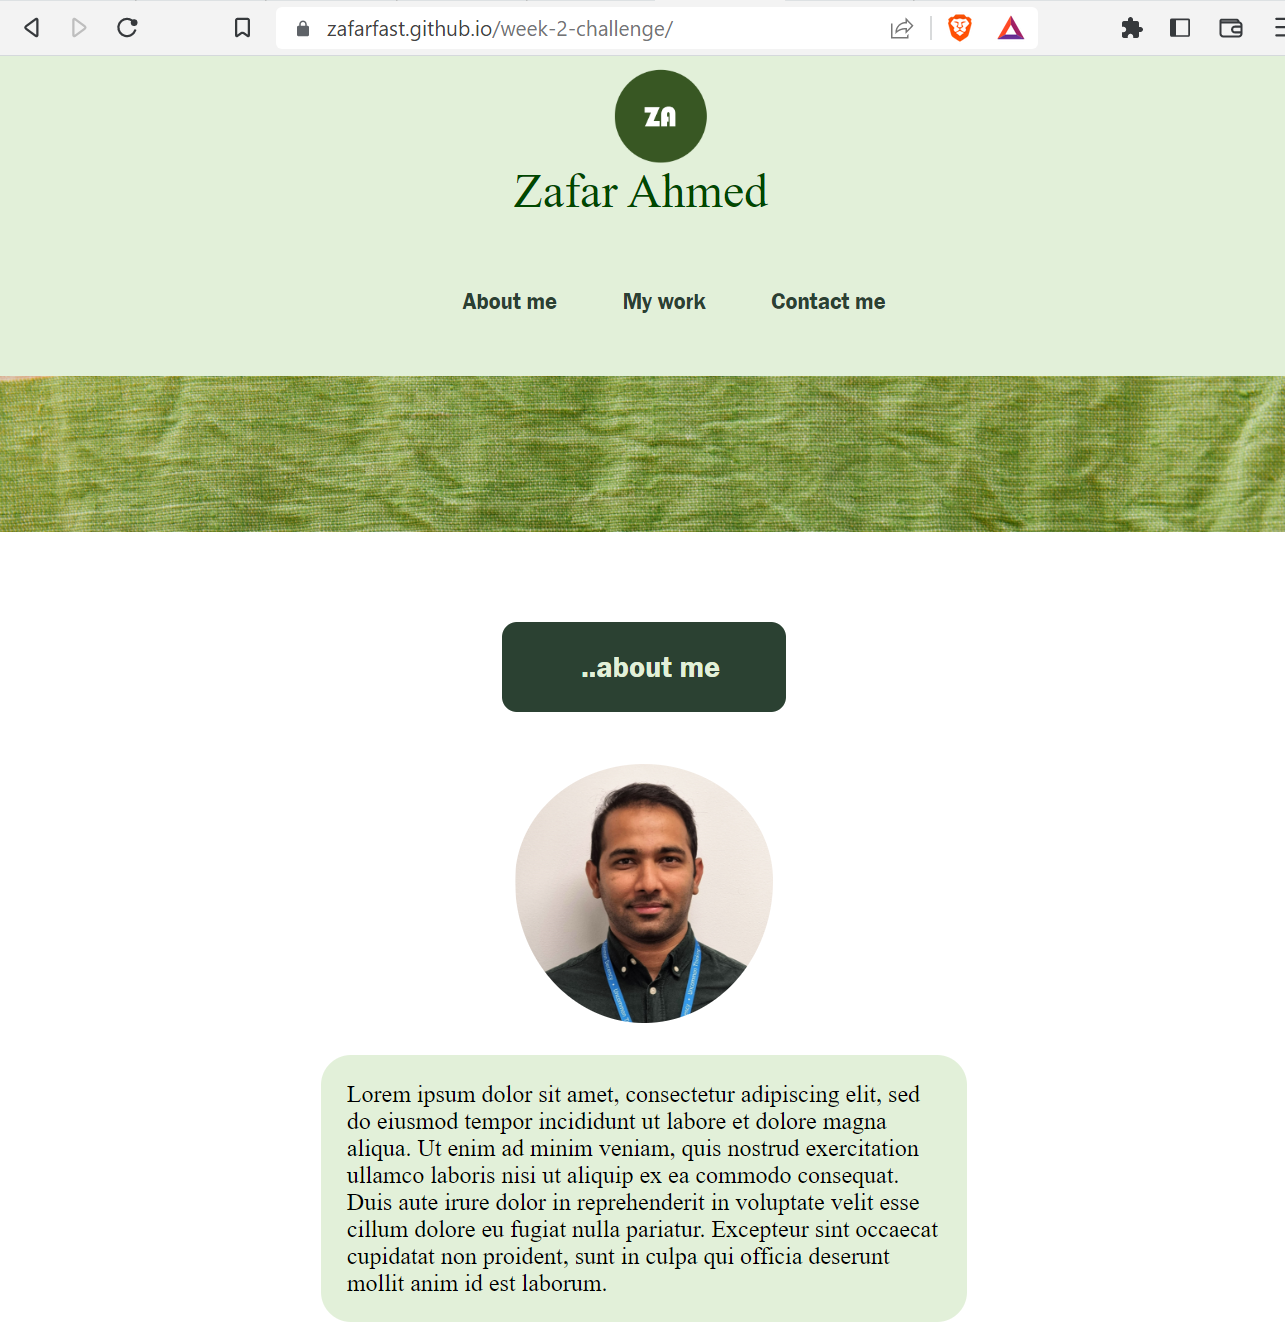 zafarfast.github.io/week-2-challenge/
ZA
Zafar Ahmed
About me My work Contact me
..about me
Lorem ipsum dolor sit amet, consectetur adipiscing elit, sed
do eiusmod tempor incididunt ut labore et dolore magna
aliqua. Ut enim ad minim veniam, quis nostrud exercitation
ullamco laboris nisi ut aliquip ex ea commodo consequat.
Duis aute irure dolor in reprehenderit in voluptate velit esse
cillum dolore eu fugiat nulla pariatur. Excepteur sint occaecat
cupidatat non proident, sunt in culpa qui officia deserunt
mollit anim id est laborum.